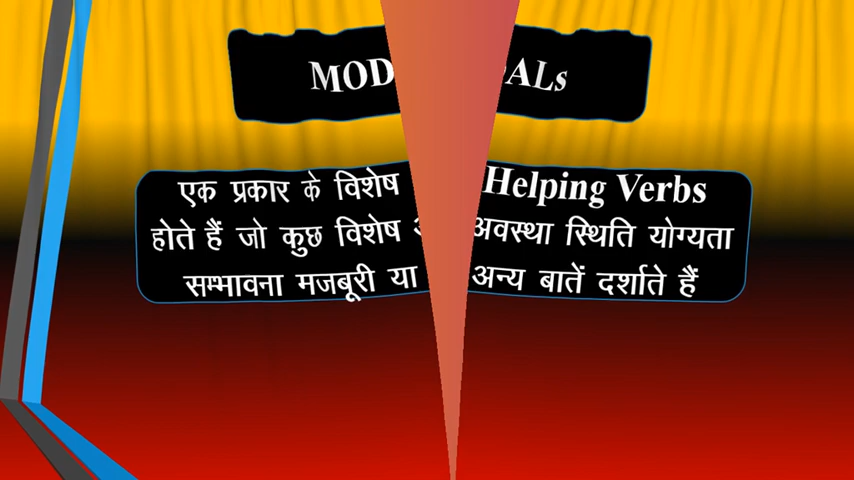 MOD ALs
एक प्रकार के विशेष Helping Verbs
होते हैं जो कुछ विशेष अवस्था स्थिति योग्यता
सम्भावना मजबूरी या अन्य बातें दर्शाते हैं